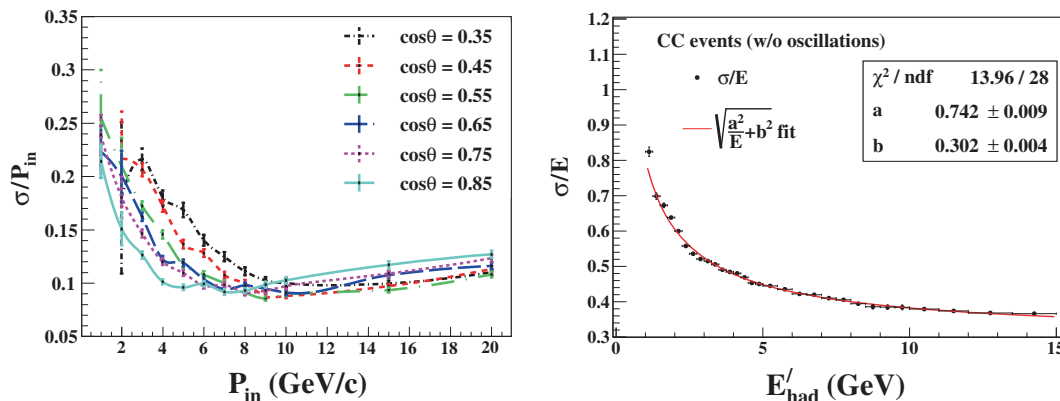 0.35
0.3
0.25
0.2
0.15
0.1
0.05
σ/P_in
cosθ = 0.35
cosθ = 0.45
cosθ = 0.55
cosθ = 0.65
cosθ = 0.75
cosθ = 0.85
2 4 6 8 10 12 14 16 18 20
P_in (GeV/c)
1.2
1.1
1
0.9
0.8
0.7
0.6
0.5
0.4
0.3
σ/E
CC events (w/o oscillations)
σ/E
√(a²/E+b²) fit
χ² / ndf 13.96 / 28
a 0.742 ± 0.009
b 0.302 ± 0.004
0 5 10 15
E′_had (GeV)